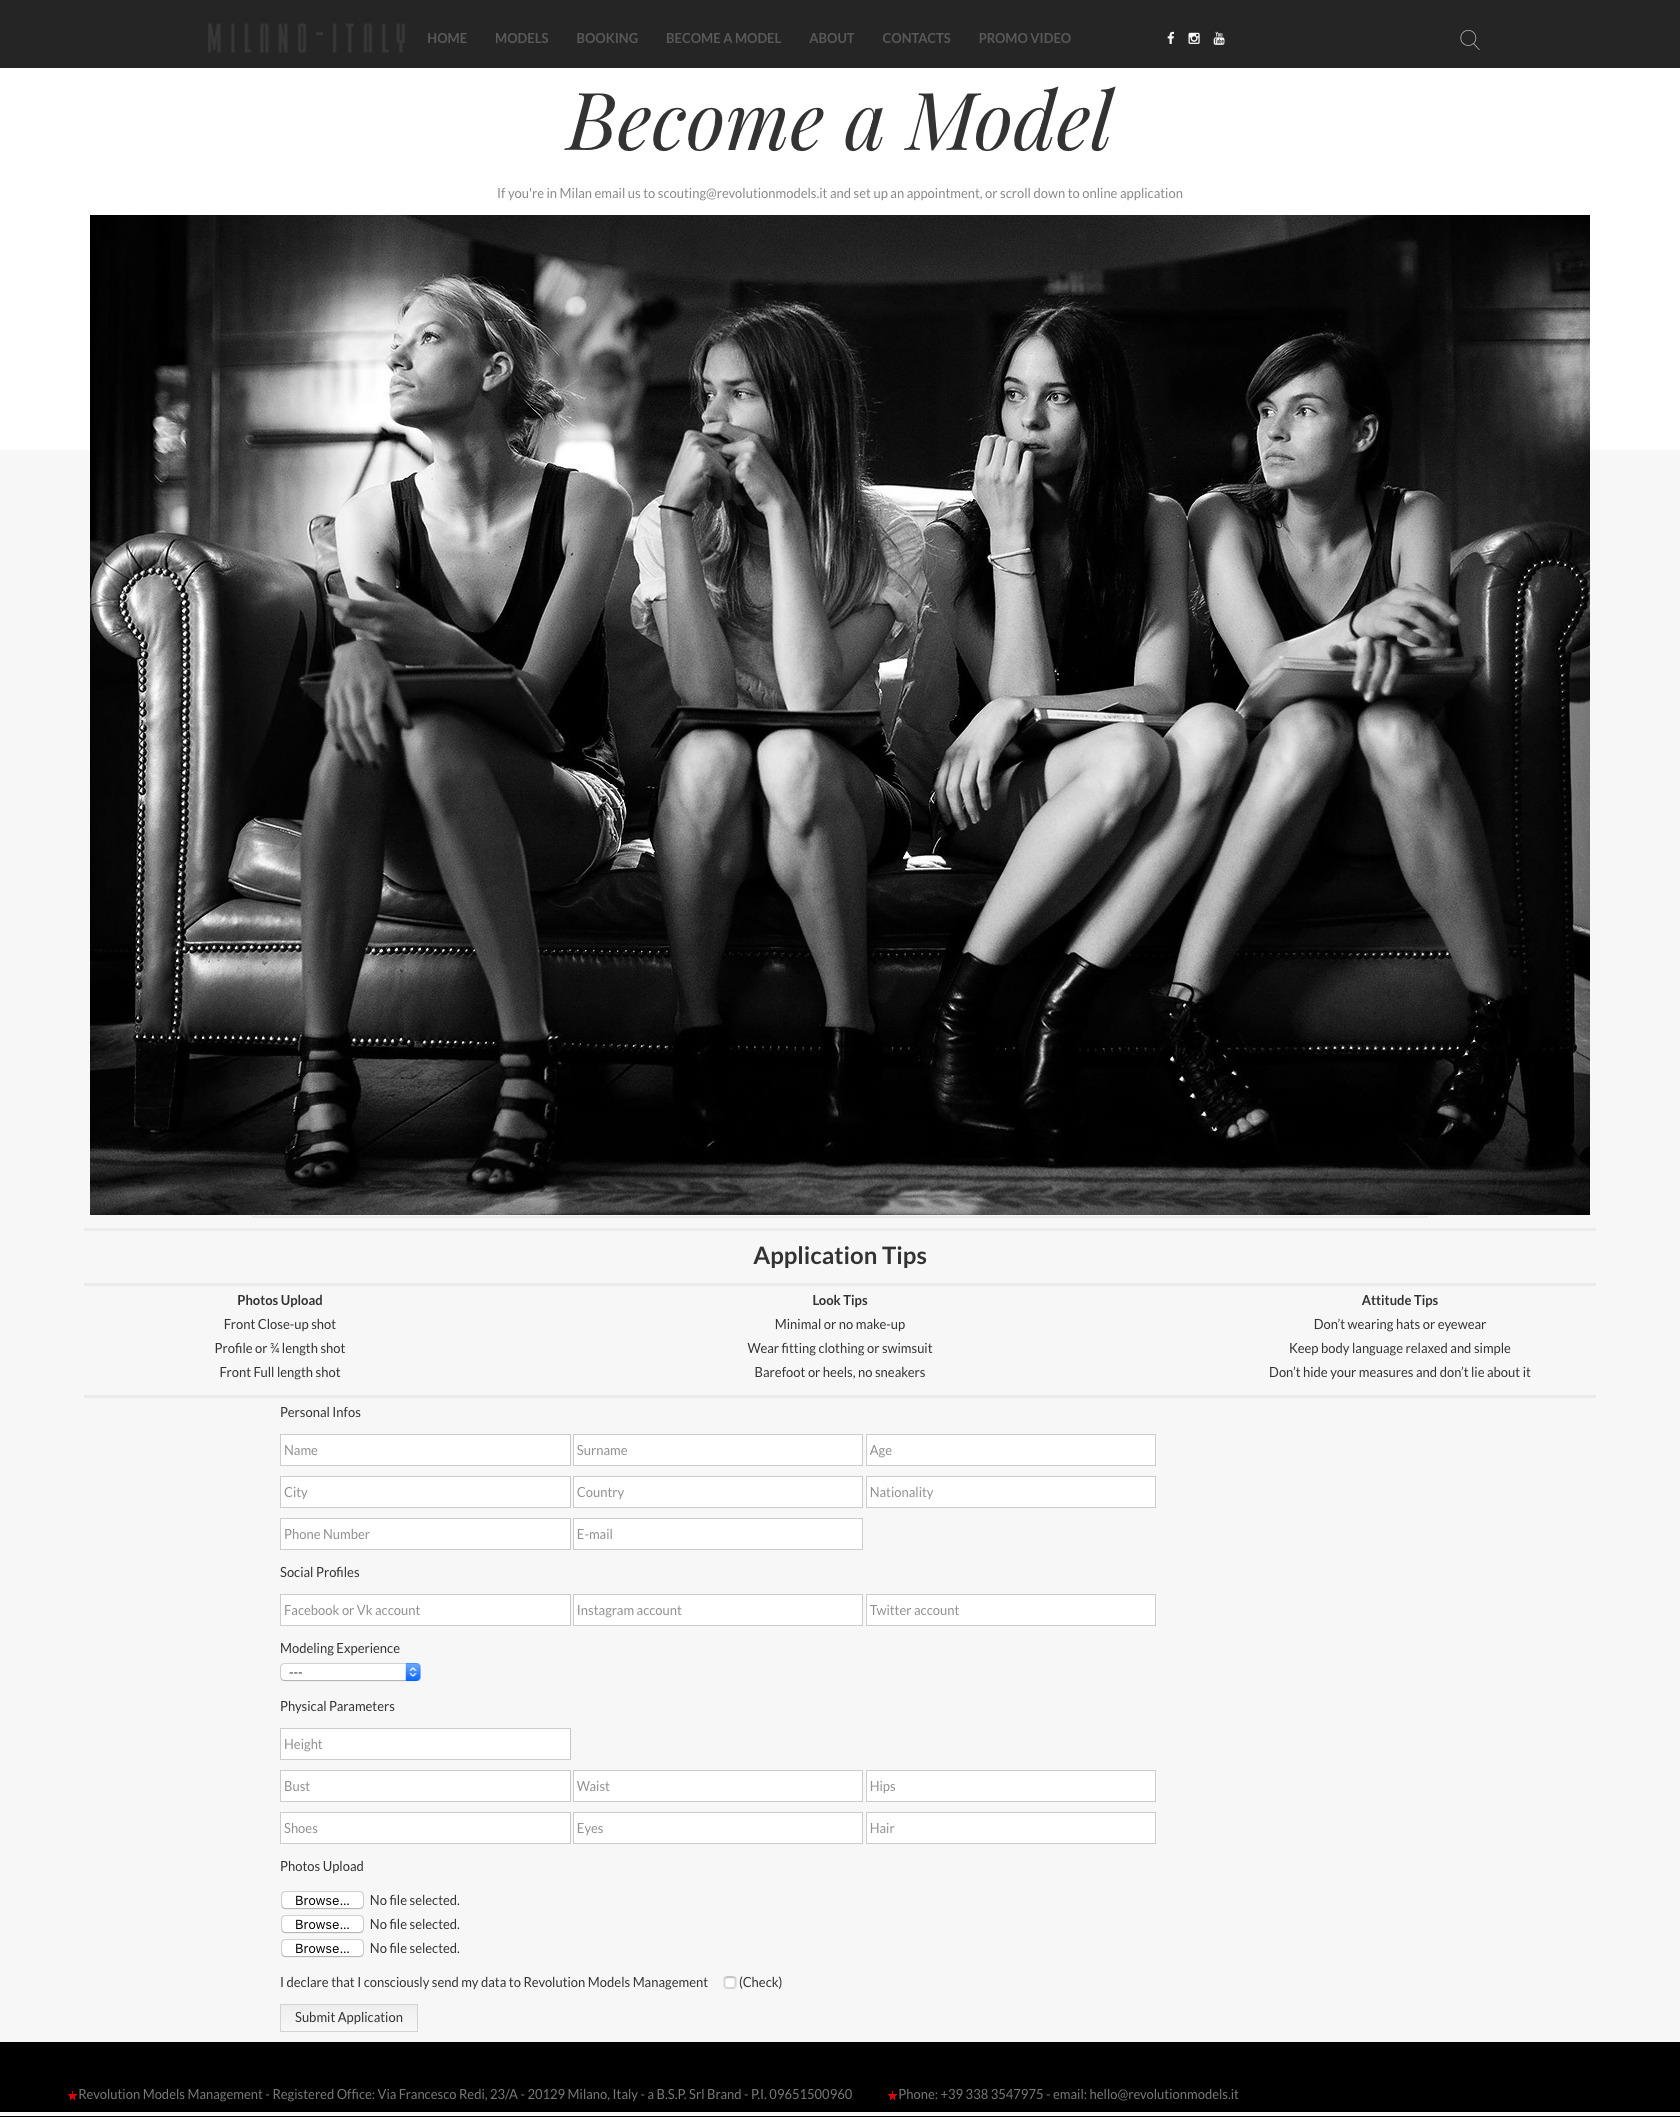 MILANO-ITALY HOME MODELS BOOKING BECOME A MODEL ABOUT CONTACTS PROMO VIDEO
Become a Model
If you're in Milan email us to scouting@revolutionmodels.it and set up an appointment, or scroll down to online application
Application Tips
Photos Upload Look Tips Attitude Tips
Front Close-up shot Minimal or no make-up Don't wearing hats or eyewear
Profile or ¾ length shot Wear fitting clothing or swimsuit Keep body language relaxed and simple
Front Full length shot Barefoot or heels, no sneakers Don't hide your measures and don't lie about it
Personal Infos
Name Surname Age
City Country Nationality
Phone Number E-mail
Social Profiles
Facebook or Vk account Instagram account Twitter account
Modeling Experience
---
Physical Parameters
Height
Bust Waist Hips
Shoes Eyes Hair
Photos Upload
Browse... No file selected.
Browse... No file selected.
Browse... No file selected.
I declare that I consciously send my data to Revolution Models Management (Check)
Submit Application
Revolution Models Management - Registered Office: Via Francesco Redi, 23/A - 20129 Milano, Italy - a B.S.P. Srl Brand - P.I. 09651500960 Phone: +39 338 3547975 - email: hello@revolutionmodels.it